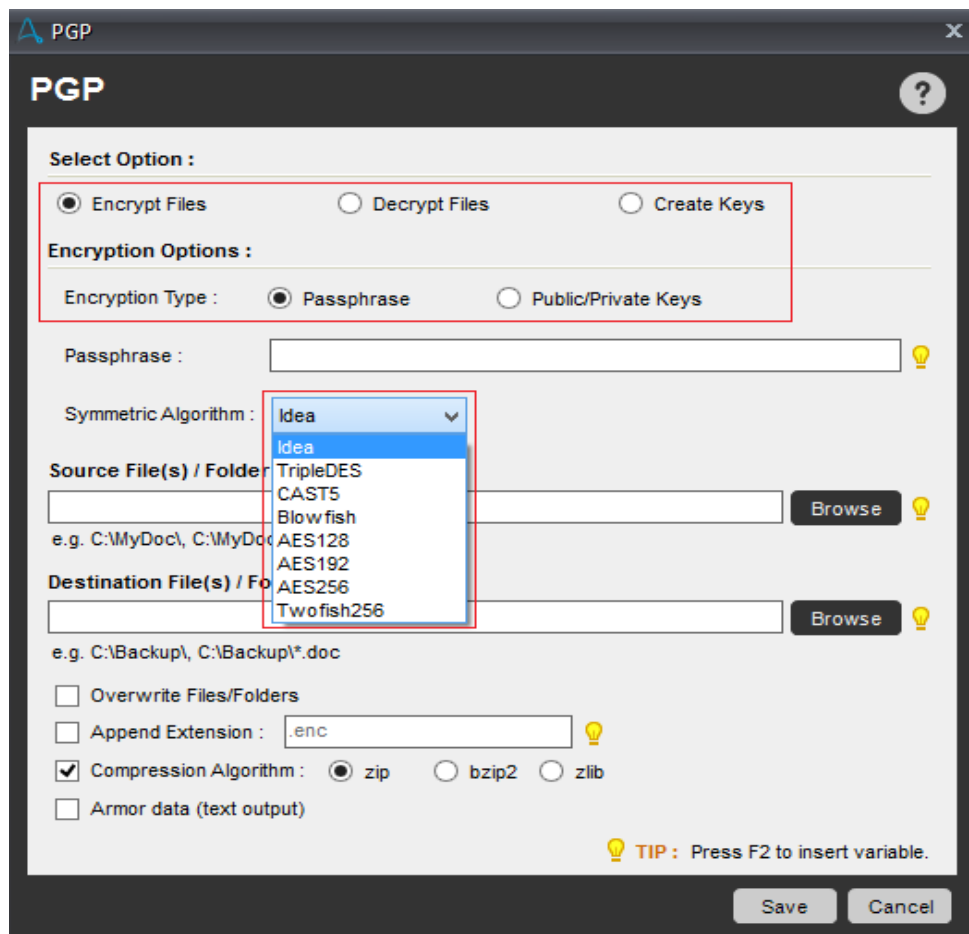 PGP
PGP
?
Select Option :
Encrypt Files Decrypt Files Create Keys
Encryption Options :
Encryption Type : Passphrase Public/Private Keys
Passphrase :
Symmetric Algorithm : Idea
Idea
Source File(s) / Folder TripleDES
CAST5
Blowfish
Browse
e.g. C:\MyDoc\, C:\MyDoc AES128
AES192
Destination File(s) / Fo AES256
Twofish256
Browse
e.g. C:\Backup\, C:\Backup\*.doc
Overwrite Files/Folders
Append Extension : .enc
Compression Algorithm : zip bzip2 zlib
Armor data (text output)
TIP : Press F2 to insert variable.
Save Cancel